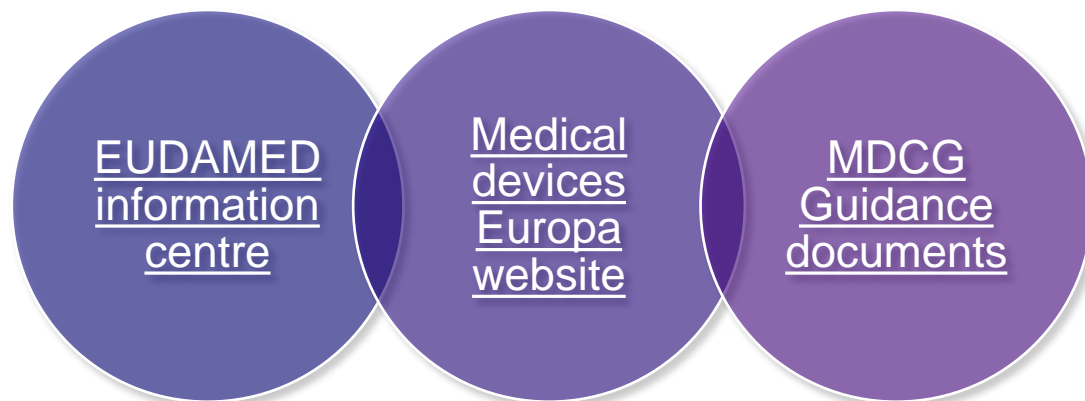 EUDAMED
information
centre
Medical
devices
Europa
website
MDCG
Guidance
documents